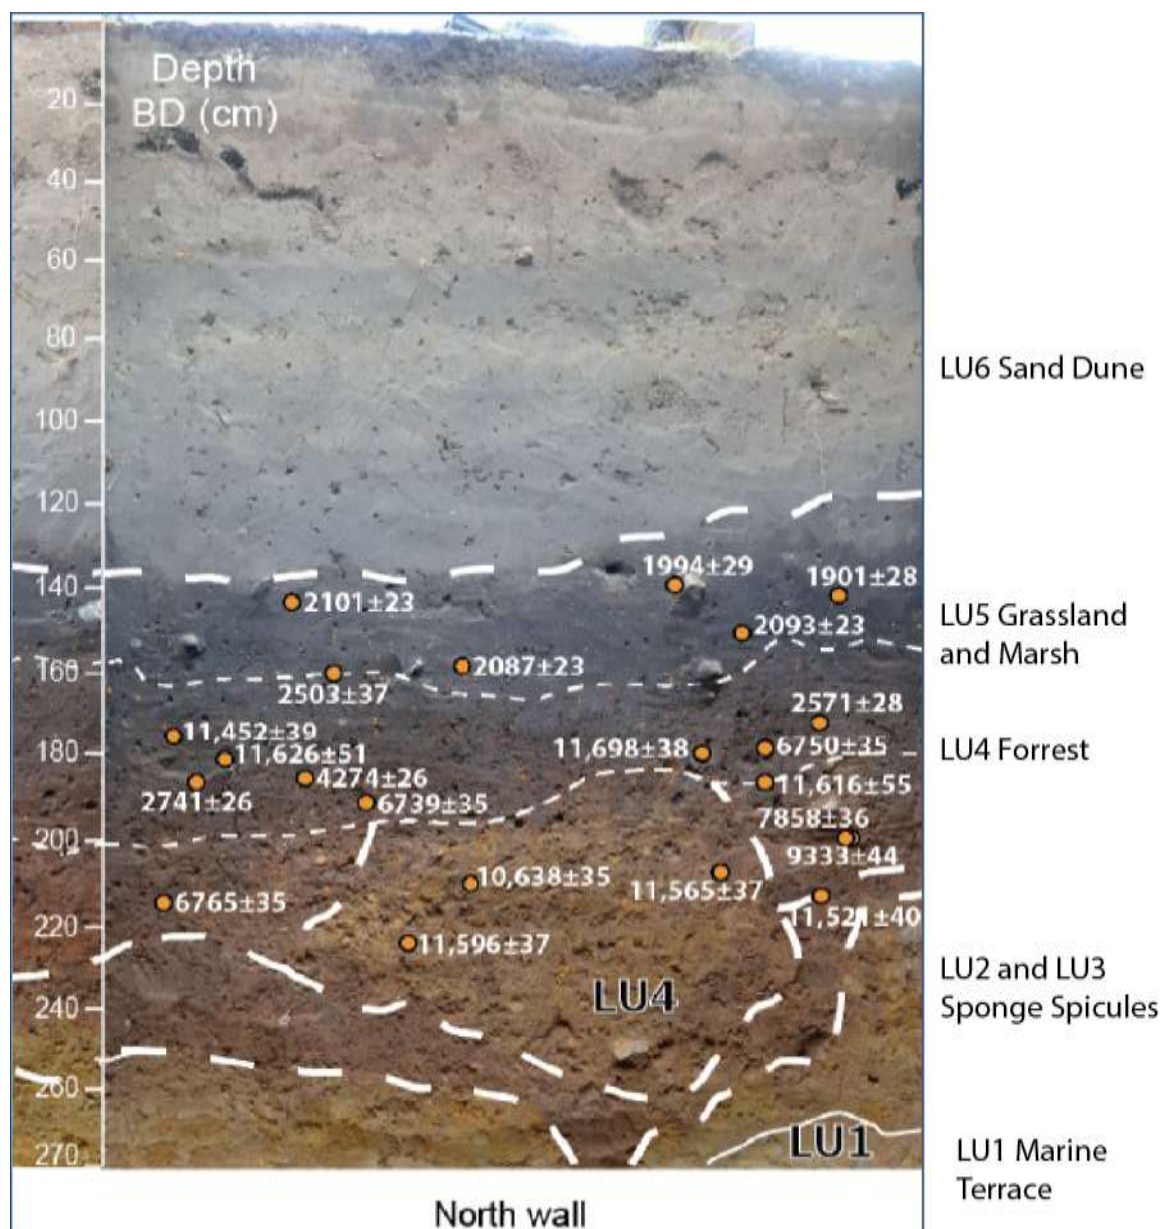 Depth
BD (cm)
20
40
60
LU6 Sand Dune
80
100
120
140
1994±29
1901±28
2101±23
LU5 Grassland
and Marsh
2093±23
160
2087±23
2503±37
2571±28
11,452±39
11,626±51
11,698±38
6750±35
LU4 Forrest
180
4274±26
11,616±55
2741±26
6739±35
7858±36
200
9333±44
10,638±35
11,565±37
6765±35
11,521±40
220
11,596±37
LU2 and LU3
Sponge Spicules
LU4
240
260
LU1
270
LU1 Marine
Terrace
North wall